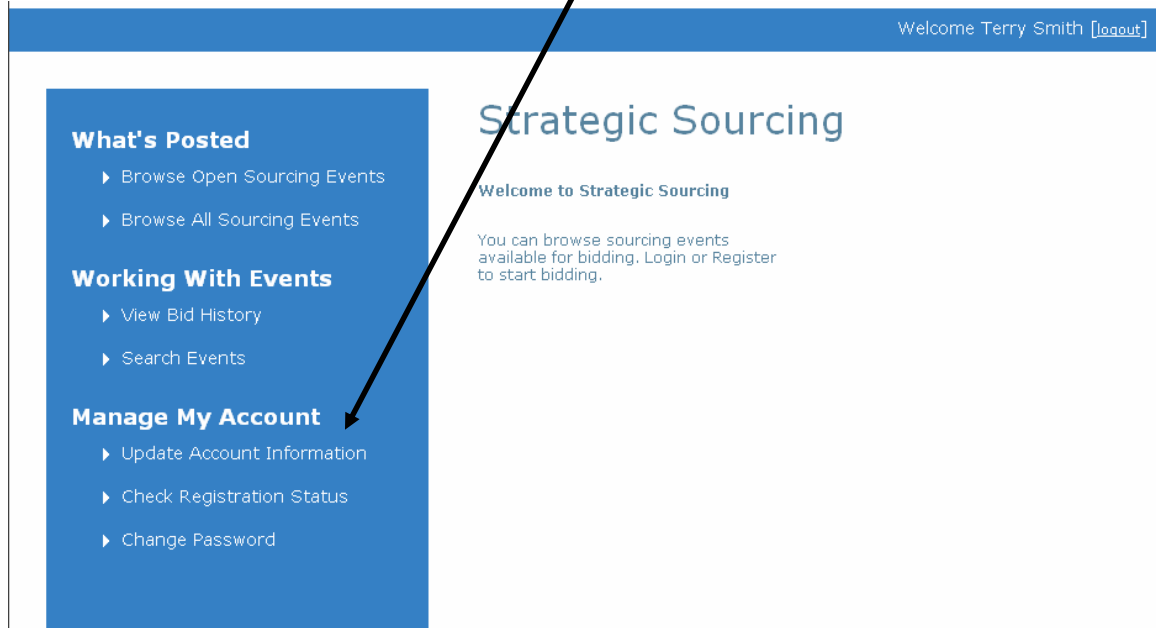 Welcome Terry Smith [logout]
What's Posted
Browse Open Sourcing Events
Browse All Sourcing Events
Working With Events
View Bid History
Search Events
Manage My Account
Update Account Information
Check Registration Status
Change Password
Strategic Sourcing
Welcome to Strategic Sourcing
You can browse sourcing events
available for bidding. Login or Register
to start bidding.